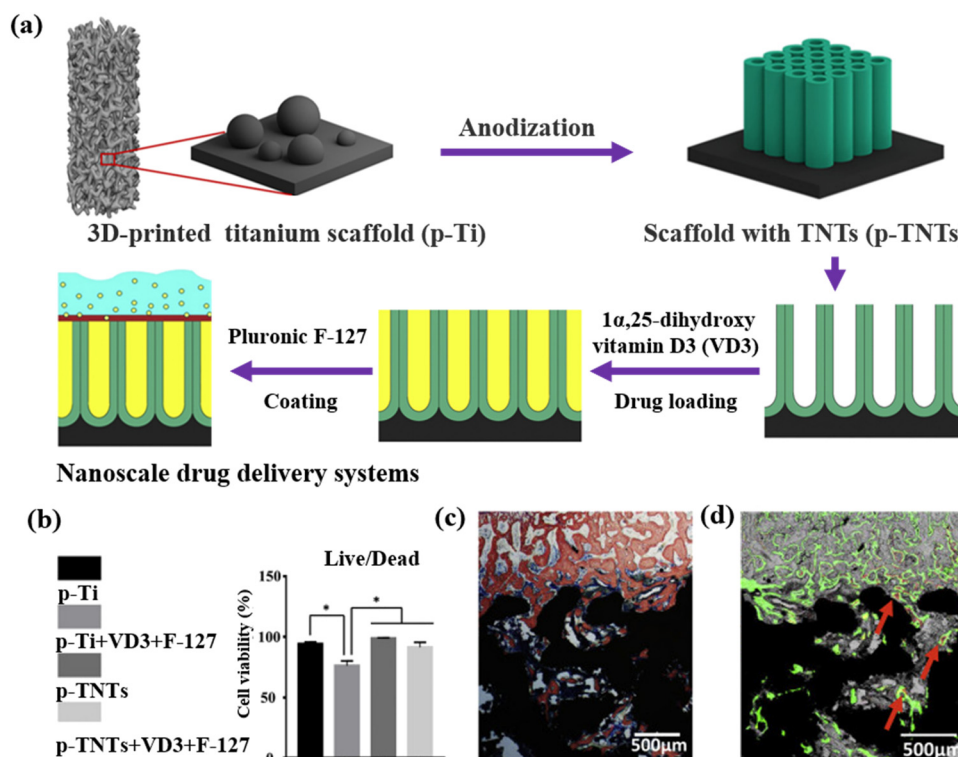 (a)
Anodization
3D-printed titanium scaffold (p-Ti)
Scaffold with TNTs (p-TNTs
Pluronic F-127
Coating
1α,25-dihydroxy
vitamin D3 (VD3)
Drug loading
Nanoscale drug delivery systems
(b)
p-Ti
p-Ti+VD3+F-127
p-TNTs
p-TNTs+VD3+F-127
Live/Dead
Cell viability (%)
150
100
50
0
*
*
(c)
500μm
(d)
500μm